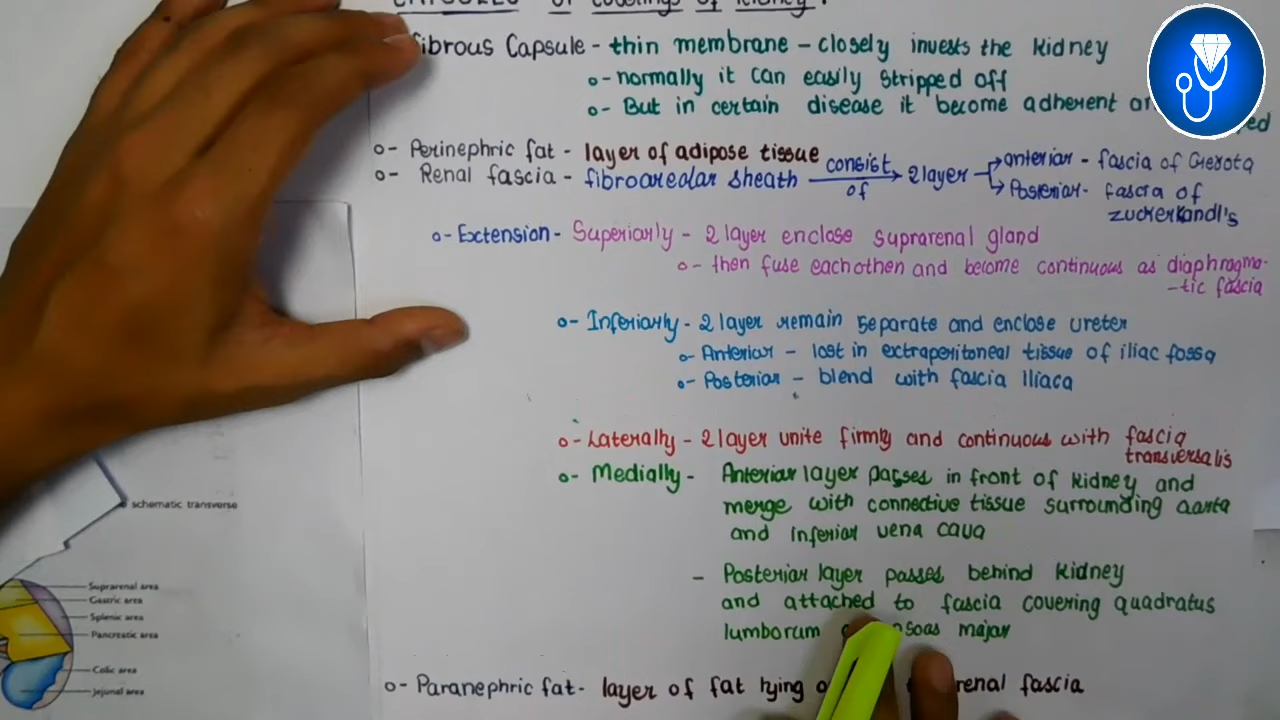 CAPSULES or coverings of kidney:
fibrous Capsule - thin membrane - closely invests the kidney
o- normally it can easily stripped off
o- But in certain disease it become adherent
o- Perinephric fat - layer of adipose tissue
o- Renal fascia - fibroareolar sheath consist of 2 layer anterior - fascia of Gerota
Posterior - fascia of
zuckerkandl's
o- Extension - Superiorly - 2 layer enclose suprarenal gland
o- then fuse eachother and become continuous as diaphragma-
-tic fascia
o- Inferiorly - 2 layer remain separate and enclose ureter
o- Anterior - lost in extraperitoneal tissue of iliac fossa
o- Posterior - blend with fascia Iliaca
o- Laterally - 2 layer unite firmly and continuous with fascia
transversalis
o- Medially - Anterior layer passes in front of kidney and
merge with connective tissue surrounding aorta
and inferior vena cava
- Posterior layer passes behind kidney
and attached to fascia covering quadratus
lumborum psoas major
o- Paranephric fat - layer of fat lying renal fascia
schematic transverse
Suprarenal area
Gastric area
Splenic area
Pancreatic area
Colic area
Jejunal area